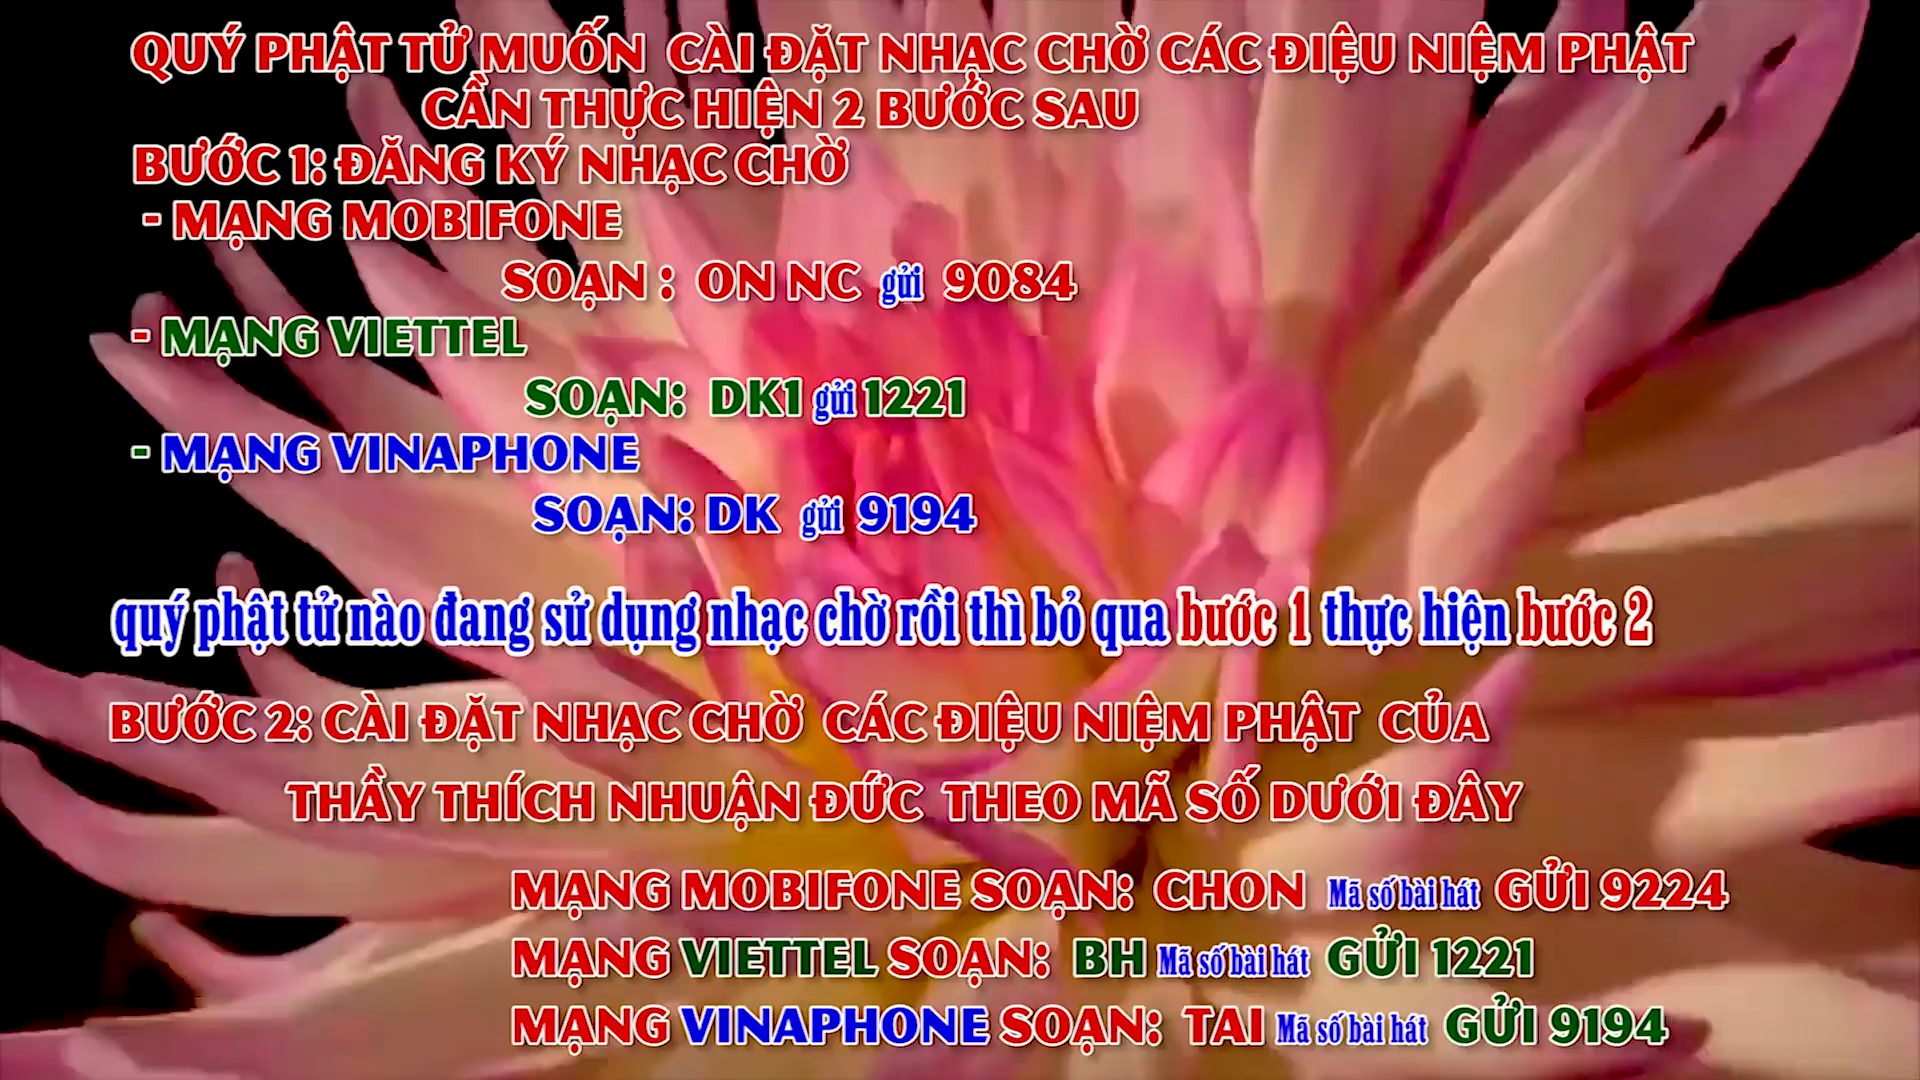 QUÝ PHẬT TỬ MUỐN CÀI ĐẶT NHẠC CHỜ CÁC ĐIỆU NIỆM PHẬT
CẦN THỰC HIỆN 2 BƯỚC SAU
BƯỚC 1: ĐĂNG KÝ NHẠC CHỜ
- MẠNG MOBIFONE
SOẠN : ON NC gửi 9084
- MẠNG VIETTEL
SOẠN: DK1 gửi 1221
- MẠNG VINAPHONE
SOẠN: DK gửi 9194
quý phật tử nào đang sử dụng nhạc chờ rồi thì bỏ qua bước 1 thực hiện bước 2
BƯỚC 2: CÀI ĐẶT NHẠC CHỜ CÁC ĐIỆU NIỆM PHẬT CỦA
THẦY THÍCH NHUẬN ĐỨC THEO MÃ SỐ DƯỚI ĐÂY
MẠNG MOBIFONE SOẠN: CHON Mã số bài hát GỬI 9224
MẠNG VIETTEL SOẠN: BH Mã số bài hát GỬI 1221
MẠNG VINAPHONE SOẠN: TAI Mã số bài hát GỬI 9194